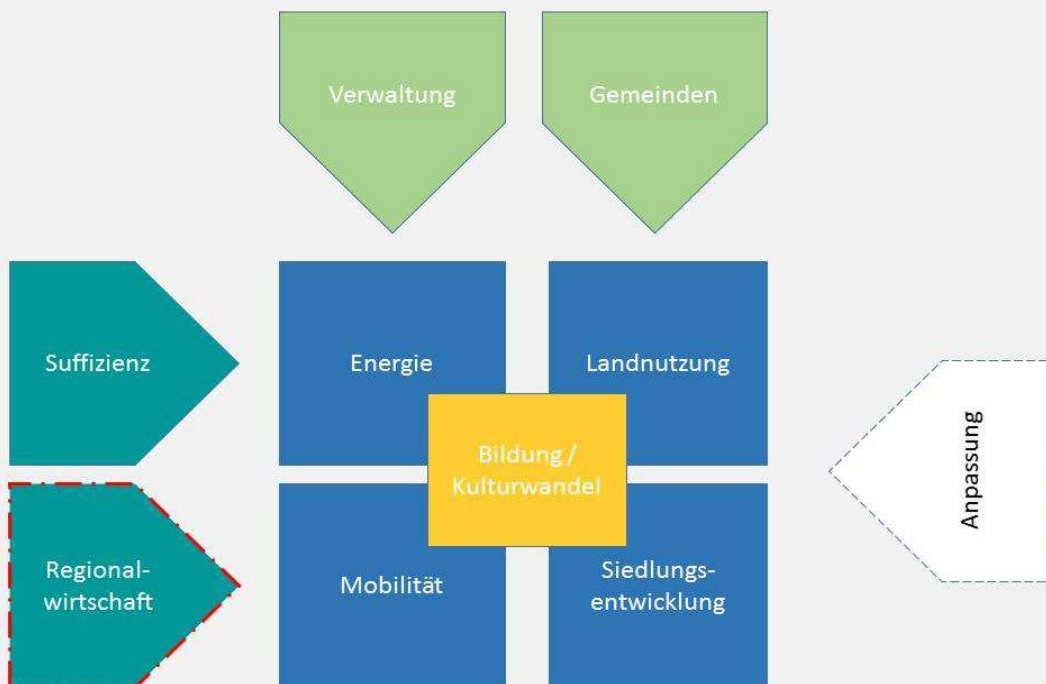 Verwaltung
Gemeinden
Suffizienz
Energie
Landnutzung
Bildung /
Kulturwandel
Anpassung
Regional-
wirtschaft
Mobilität
Siedlungs-
entwicklung